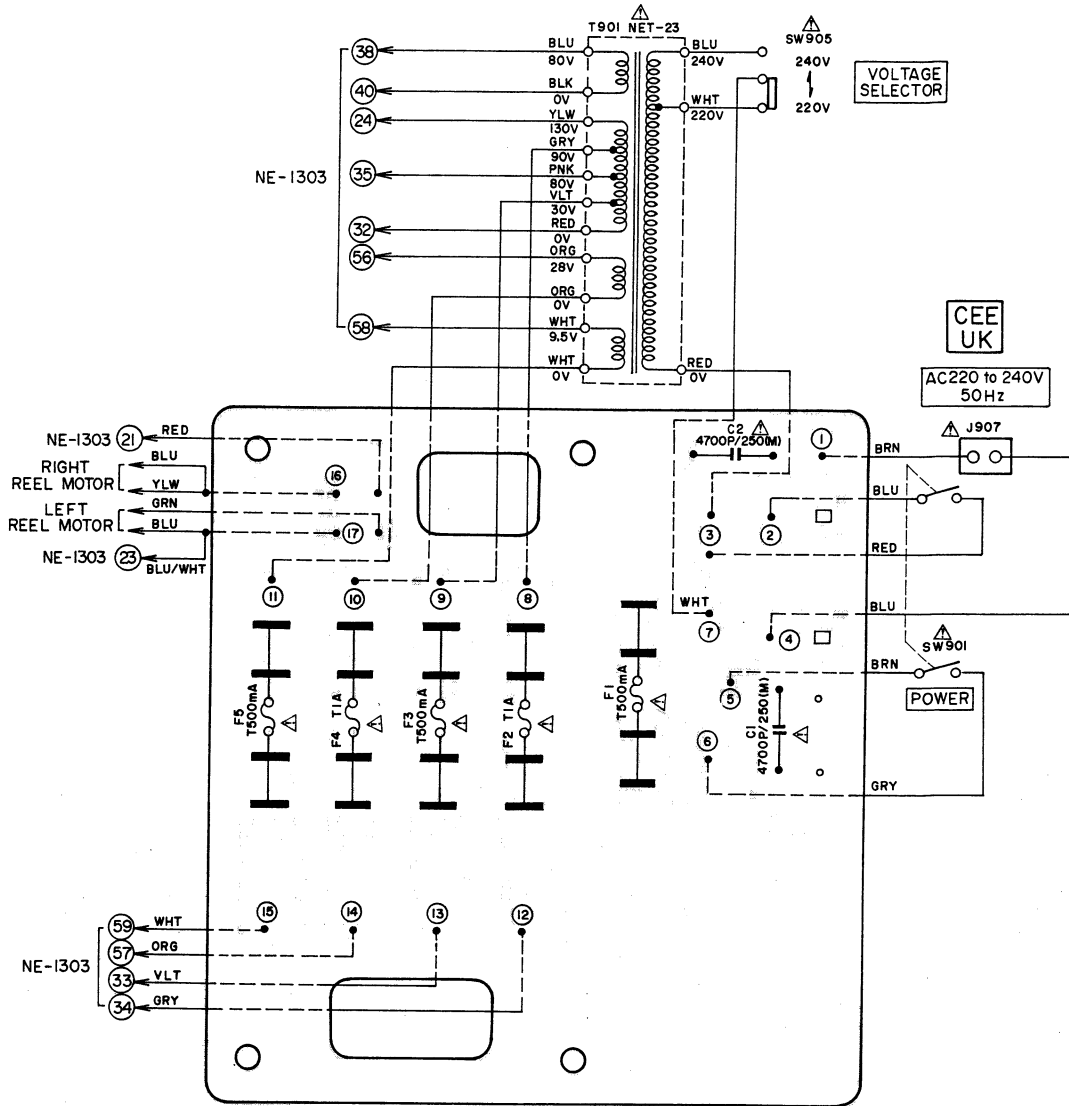 T901 NET-23
SW905
240V
220V
VOLTAGE
SELECTOR
NE-1303
38
40
24
35
32
56
58
BLU
80V
BLK
0V
YLW
130V
GRY
90V
PNK
80V
VLT
30V
RED
0V
ORG
28V
ORG
0V
WHT
9.5V
WHT
0V
BLU
240V
WHT
220V
RED
0V
CEE
UK
AC220 to 240V
50Hz
J907
NE-1303 21 RED
RIGHT
REEL MOTOR
BLU
YLW
LEFT
REEL MOTOR
GRN
BLU
NE-1303 23
BLU/WHT
16
17
C2
4700P/250(M)
1
BRN
BLU
3
2
RED
11
10
9
8
WHT
7
BLU
4
SW901
BRN
5
POWER
6
C1
4700P/250(M)
GRY
F5
T500mA
F4 T1A
F3
T500mA
F2 T1A
F1
T500mA
15
14
13
12
NE-1303
59 WHT
57 ORG
33 VLT
34 GRY